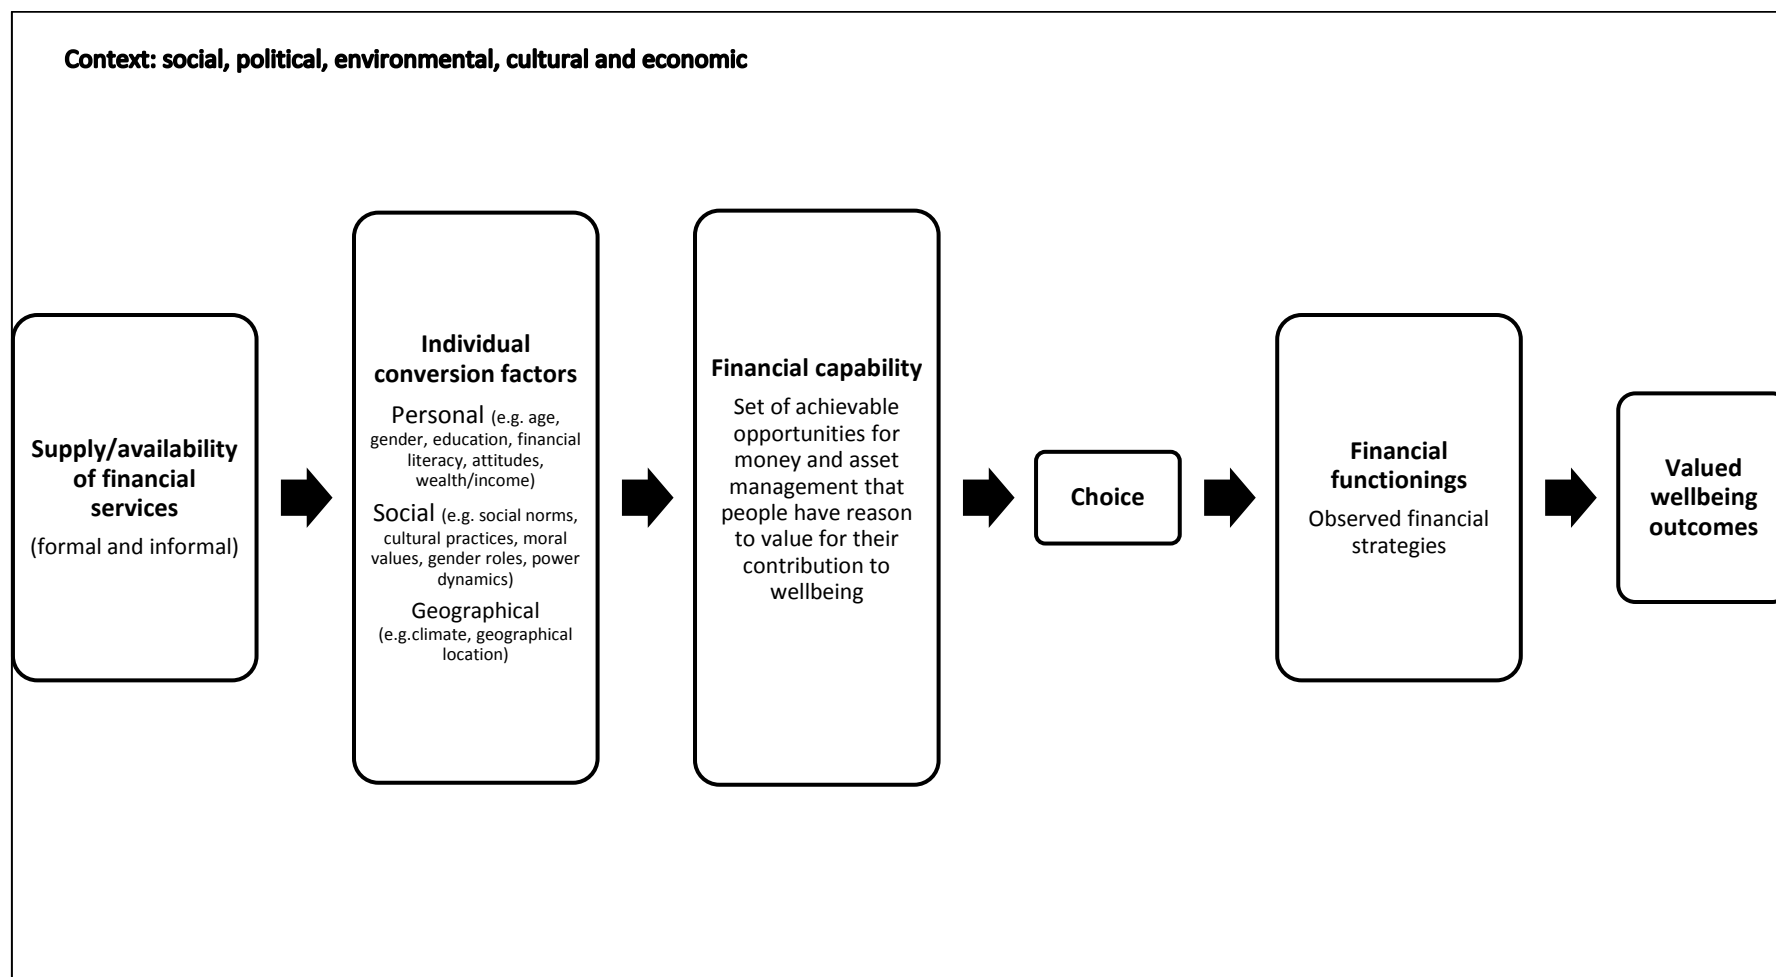 Context: social, political, environmental, cultural and economic
Supply/availability
of financial
services
(formal and informal)
Individual
conversion factors
Personal (e.g. age,
gender, education, financial
literacy, attitudes,
wealth/income)
Social (e.g. social norms,
cultural practices, moral
values, gender roles, power
dynamics)
Geographical
(e.g.climate, geographical
location)
Financial capability
Set of achievable
opportunities for
money and asset
management that
people have reason
to value for their
contribution to
wellbeing
Choice
Financial
functionings
Observed financial
strategies
Valued
wellbeing
outcomes